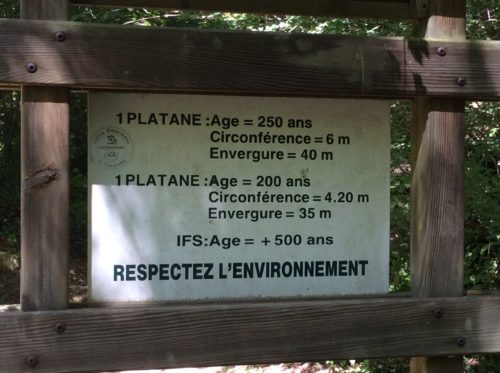 1 PLATANE : Age = 250 ans
Circonférence = 6 m
Envergure = 40 m
1 PLATANE : Age = 200 ans
Circonférence = 4.20 m
Envergure = 35 m
IFS : Age = + 500 ans
RESPECTEZ L'ENVIRONNEMENT